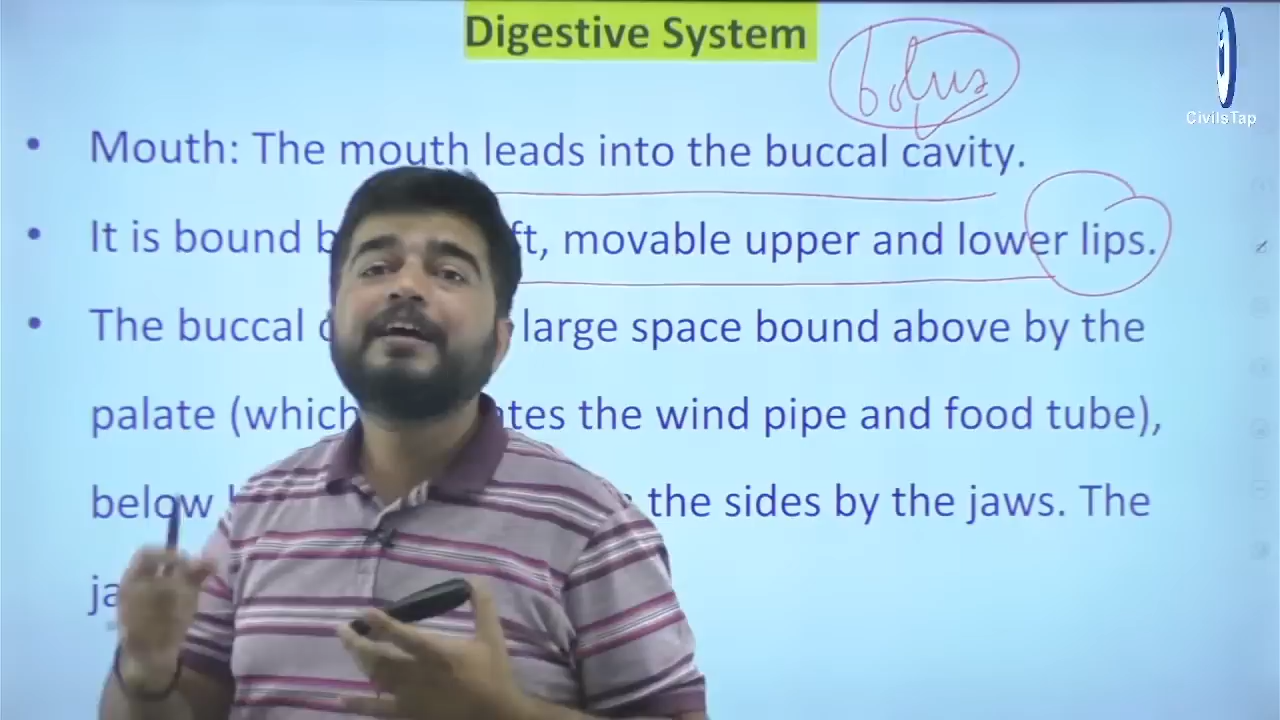 Digestive System
bolus
CivilsTap
• Mouth: The mouth leads into the buccal cavity.
• It is bound b ft, movable upper and lower lips.
• The buccal large space bound above by the
palate (which ates the wind pipe and food tube),
below the sides by the jaws. The
ja